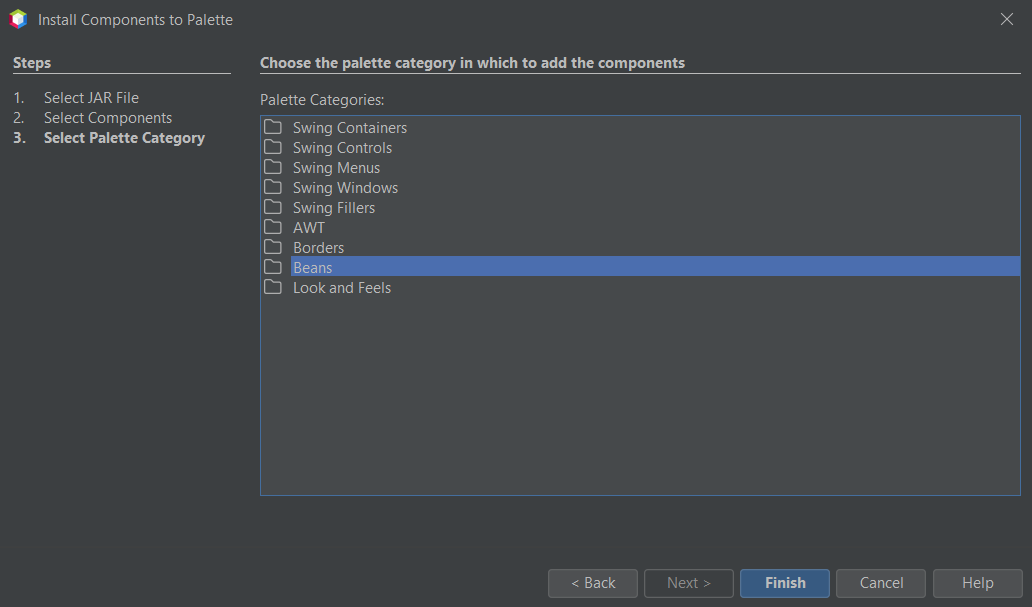 Install Components to Palette
Steps
1. Select JAR File
2. Select Components
3. Select Palette Category
Choose the palette category in which to add the components
Palette Categories:
Swing Containers
Swing Controls
Swing Menus
Swing Windows
Swing Fillers
AWT
Borders
Beans
Look and Feels
< Back Next > Finish Cancel Help